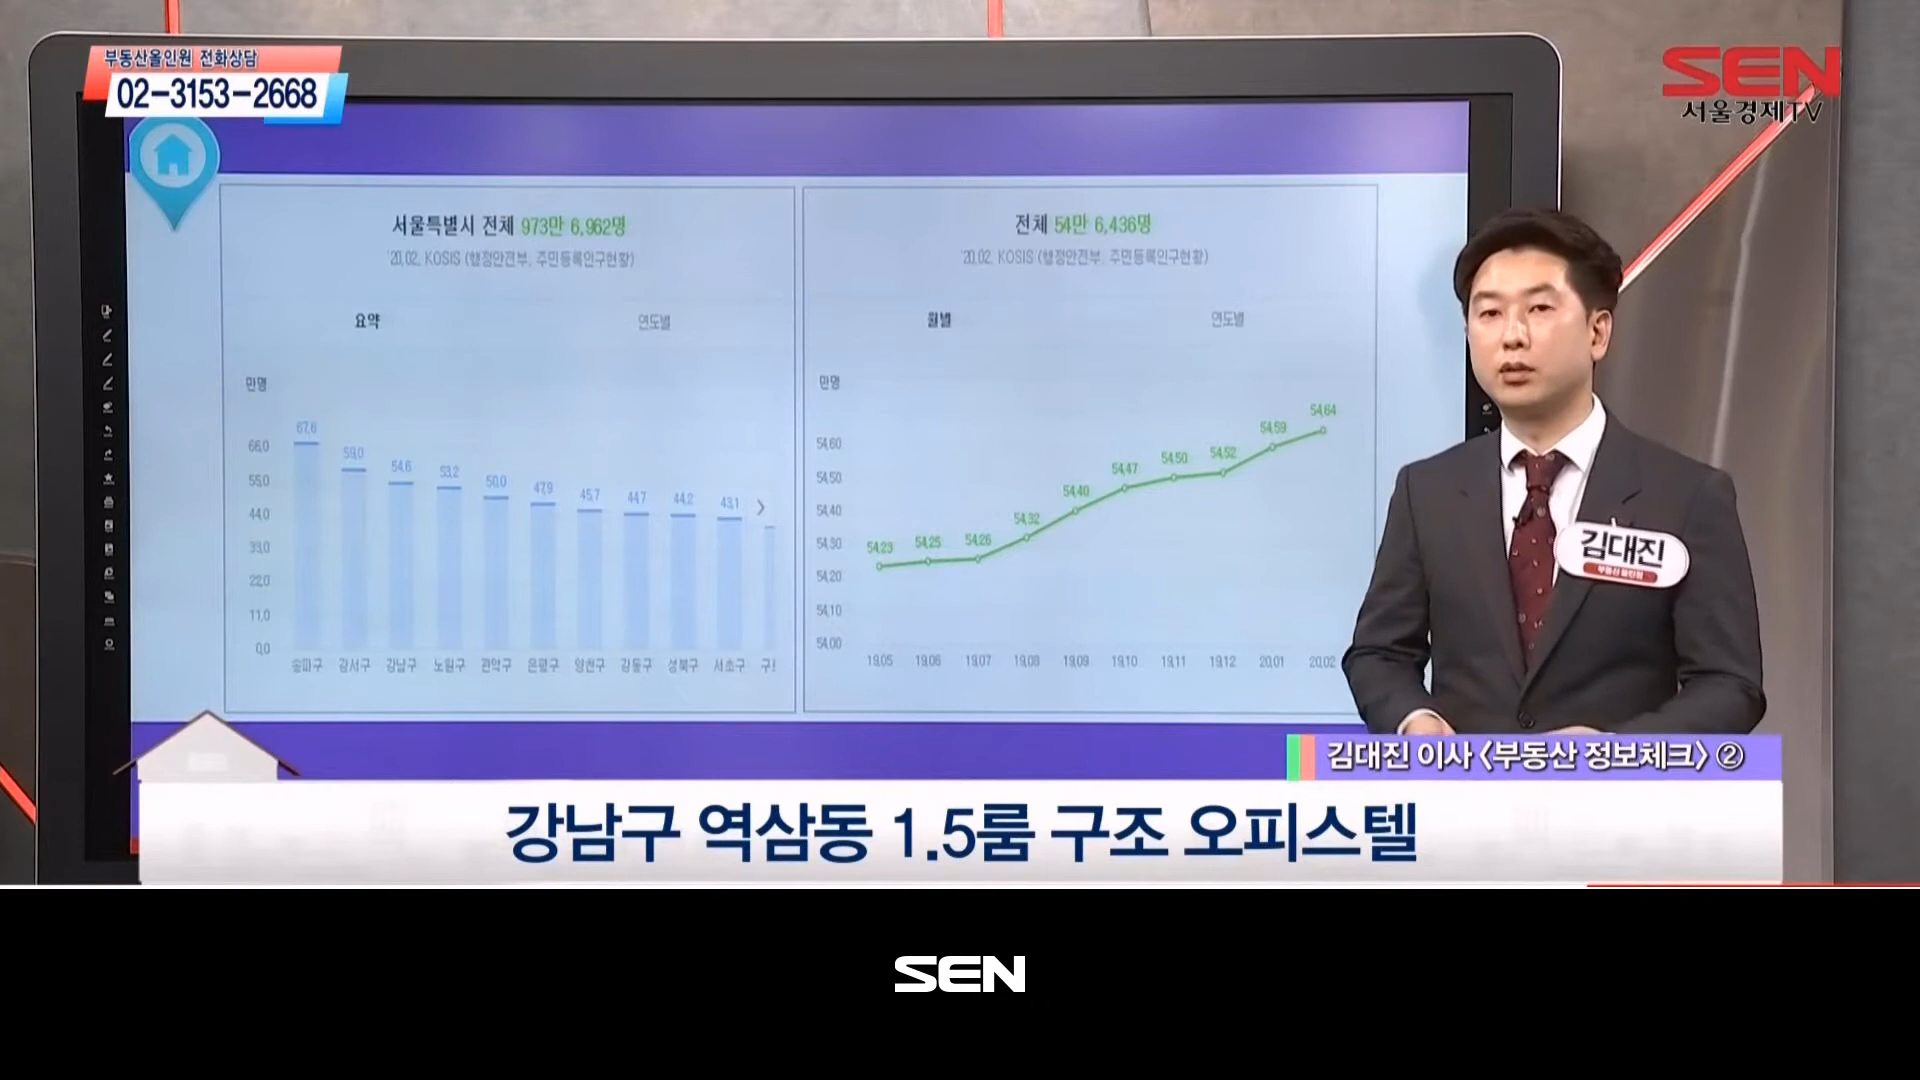 부동산올인원 전화상담
02-3153-2668
SEN
서울경제TV
서울특별시 전체 973만 6,962명
'20.02. KOSIS (행정안전부, 주민등록인구현황)
요약
연도별
만명
66.0
55.0
44.0
33.0
22.0
11.0
0.0
67.6
59.0
54.6
53.2
50.0
47.9
45.7
44.7
44.2
43.1
송파구 강서구 강남구 노원구 관악구 은평구 양천구 강동구 성북구 서초구
전체 54만 6,436명
'20.02. KOSIS (행정안전부, 주민등록인구현황)
월별
연도별
만명
54.60
54.50
54.40
54.30
54.20
54.10
54.00
54.23
54.25
54.26
54.32
54.40
54.47
54.50
54.52
54.59
54.64
19.05 19.06 19.07 19.08 19.09 19.10 19.11 19.12 20.01 20.02
김대진
김대진 이사 <부동산 정보체크> ②
강남구 역삼동 1.5룸 구조 오피스텔
SEN